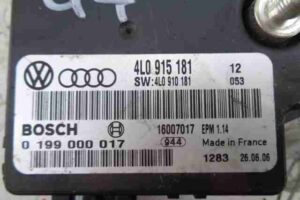 47
4L0 915 181 12
SW:4L0 910 181 053
BOSCH 16007017 EPM 1.14
0 199 000 017 944 Made in France
1283 26.06.06